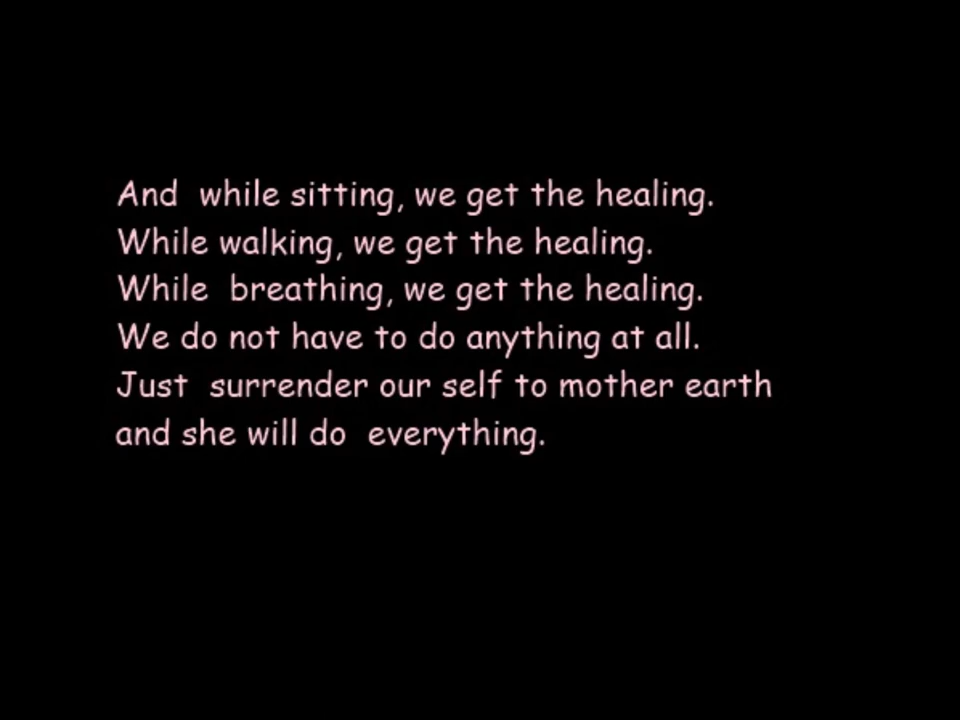 And while sitting, we get the healing.
While walking, we get the healing.
While breathing, we get the healing.
We do not have to do anything at all.
Just surrender our self to mother earth
and she will do everything.